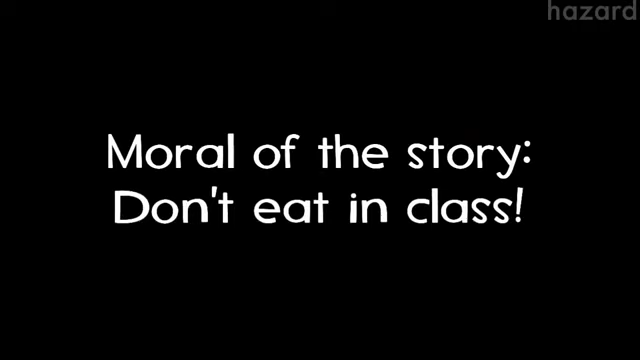 hazard
Moral of the story:
Don't eat in class!